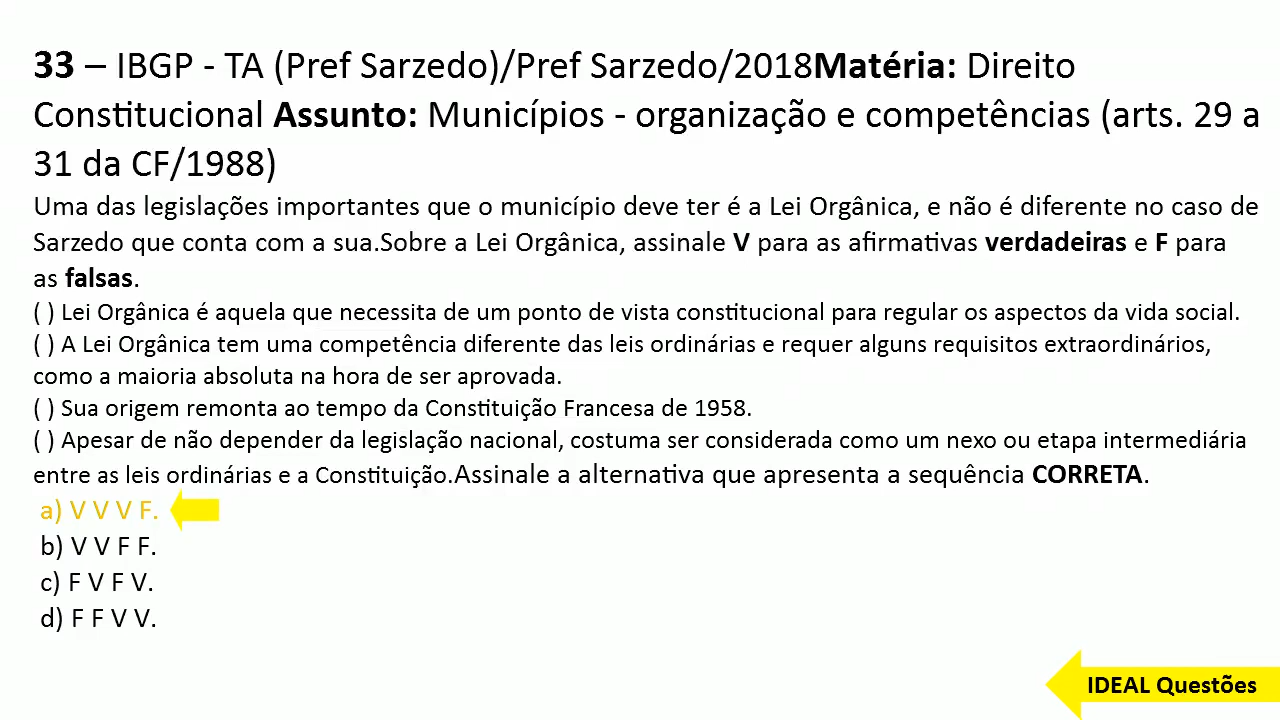 33 – IBGP - TA (Pref Sarzedo)/Pref Sarzedo/2018Matéria: Direito
Constitucional Assunto: Municípios - organização e competências (arts. 29 a
31 da CF/1988)
Uma das legislações importantes que o município deve ter é a Lei Orgânica, e não é diferente no caso de
Sarzedo que conta com a sua.Sobre a Lei Orgânica, assinale V para as afirmativas verdadeiras e F para
as falsas.
( ) Lei Orgânica é aquela que necessita de um ponto de vista constitucional para regular os aspectos da vida social.
( ) A Lei Orgânica tem uma competência diferente das leis ordinárias e requer alguns requisitos extraordinários,
como a maioria absoluta na hora de ser aprovada.
( ) Sua origem remonta ao tempo da Constituição Francesa de 1958.
( ) Apesar de não depender da legislação nacional, costuma ser considerada como um nexo ou etapa intermediária
entre as leis ordinárias e a Constituição.Assinale a alternativa que apresenta a sequência CORRETA.
a) V V V F.
b) V V F F.
c) F V F V.
d) F F V V.
IDEAL Questões